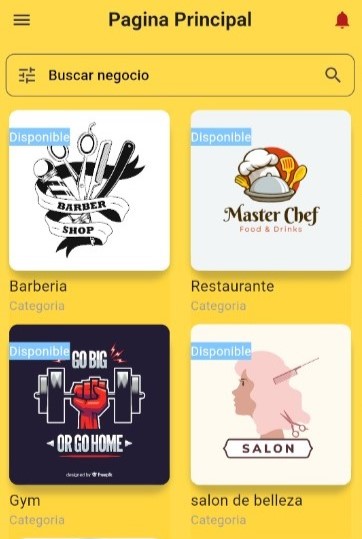 Pagina Principal
Buscar negocio
Disponible
BARBER
SHOP
Barberia
Categoria
Disponible
Master Chef
Food & Drinks
Restaurante
Categoria
Disponible
GO BIG
OR GO HOME
designed by freepik
Gym
Categoria
Disponible
SALON
salon de belleza
Categoria